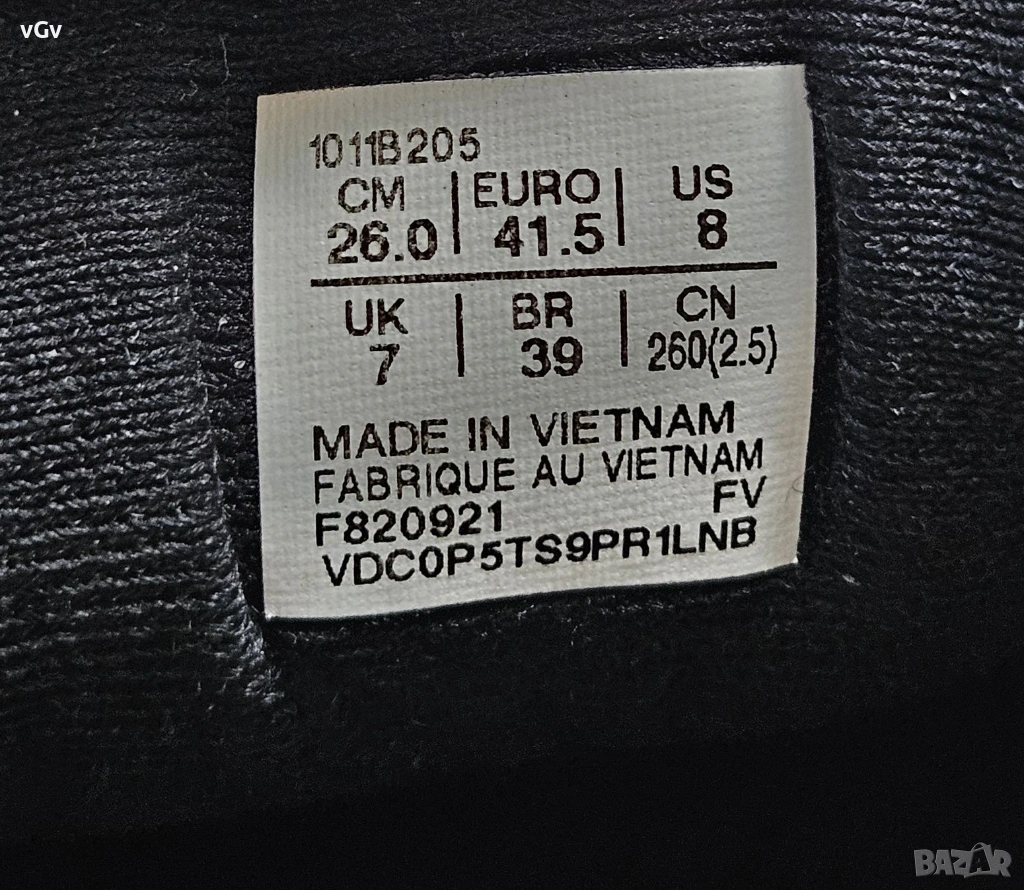 vGv
1011B205
CM | EURO | US
26.0 | 41.5 | 8
UK | BR | CN
7 | 39 | 260(2.5)
MADE IN VIETNAM
FABRIQUE AU VIETNAM
F820921 FV
VDC0P5TS9PR1LNB
BAZAR